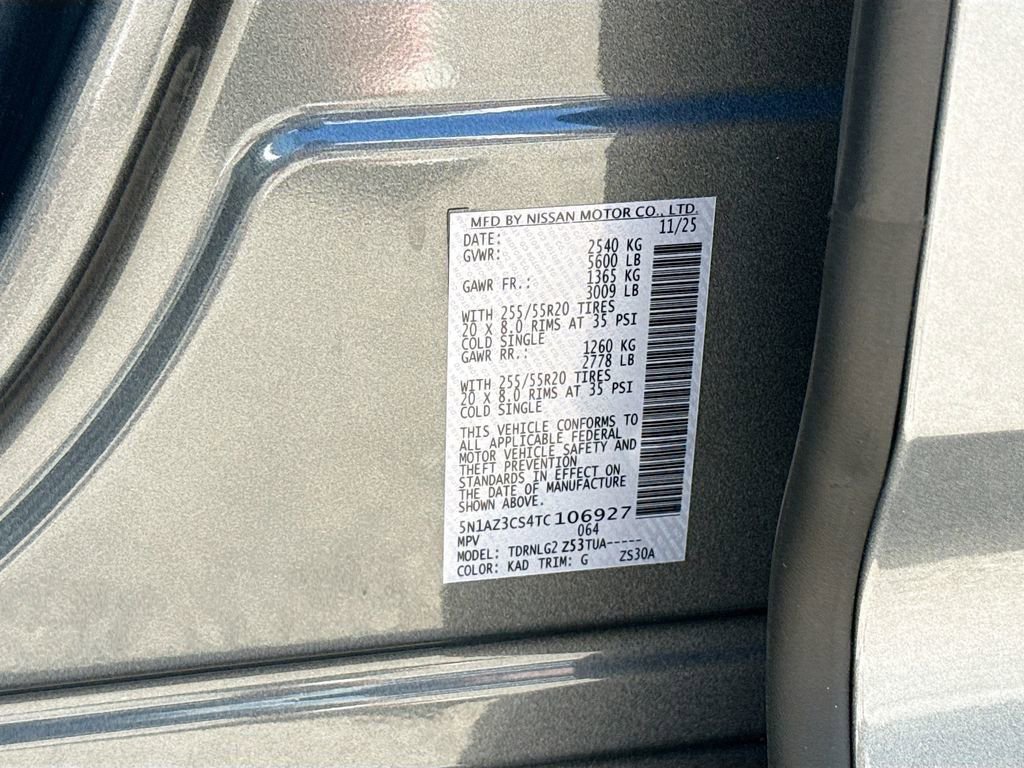 MFD BY NISSAN MOTOR CO., LTD.
DATE: 11/25
GVWR: 2540 KG
5600 LB
GAWR FR.: 1365 KG
3009 LB
WITH 255/55R20 TIRES
20 X 8.0 RIMS AT 35 PSI
COLD SINGLE
GAWR RR.: 1260 KG
2778 LB
WITH 255/55R20 TIRES
20 X 8.0 RIMS AT 35 PSI
COLD SINGLE
THIS VEHICLE CONFORMS TO
ALL APPLICABLE FEDERAL
MOTOR VEHICLE SAFETY AND
THEFT PREVENTION
STANDARDS IN EFFECT ON
THE DATE OF MANUFACTURE
SHOWN ABOVE.
5N1AZ3CS4TC106927
MPV 064
MODEL: TDRNLG2 Z53TUA-----
COLOR: KAD TRIM: G ZS30A